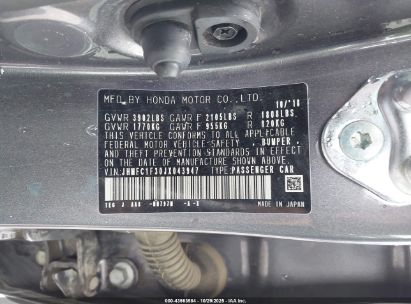 MFD. BY HONDA MOTOR CO., LTD. 10/'18
GVWR 3902LBS GAWR F 2105LBS R 1808LBS.
GVWR 1770KG GAWR F 955KG R 820KG
THIS VEHICLE CONFORMS TO ALL APPLICABLE
FEDERAL MOTOR VEHICLE SAFETY ... BUMPER ...
THEFT PREVENTION STANDARDS IN EFFECT ON THE
DATE OF MANUFACTURE SHOWN ABOVE.
V.I.N: JHMFC1F30JX043947 TYPE: PASSENGER CAR
MADE IN JAPAN